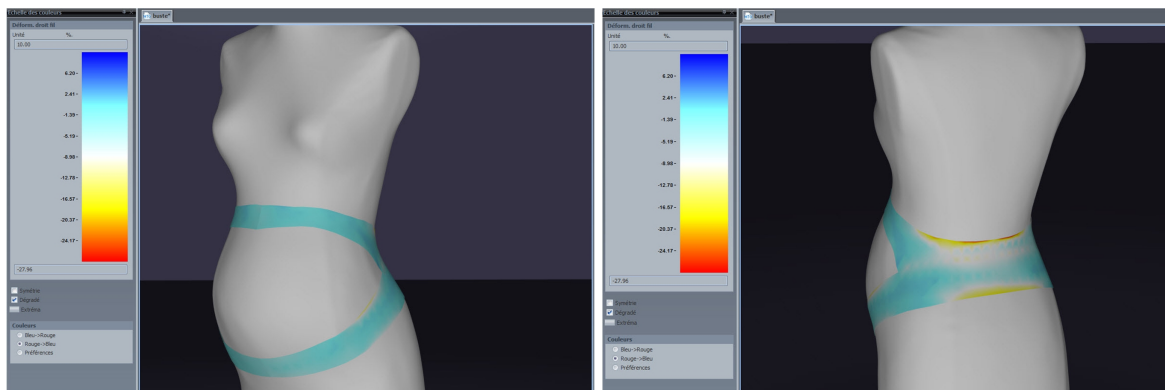 Echelle des couleurs
Déform. droit fil
Unité %.
10.00
6.20
2.41
-1.39
-5.19
-8.98
-12.78
-16.57
-20.37
-24.17
-27.96
Symétrie
Dégradé
Extréma
Couleurs
Bleu->Rouge
Rouge->Bleu
Préférences
buste*
Echelle des couleurs
Déform. droit fil
Unité %.
10.00
6.20
2.41
-1.39
-5.19
-8.98
-12.78
-16.57
-20.37
-24.17
-27.96
Symétrie
Dégradé
Extréma
Couleurs
Bleu->Rouge
Rouge->Bleu
Préférences
buste*